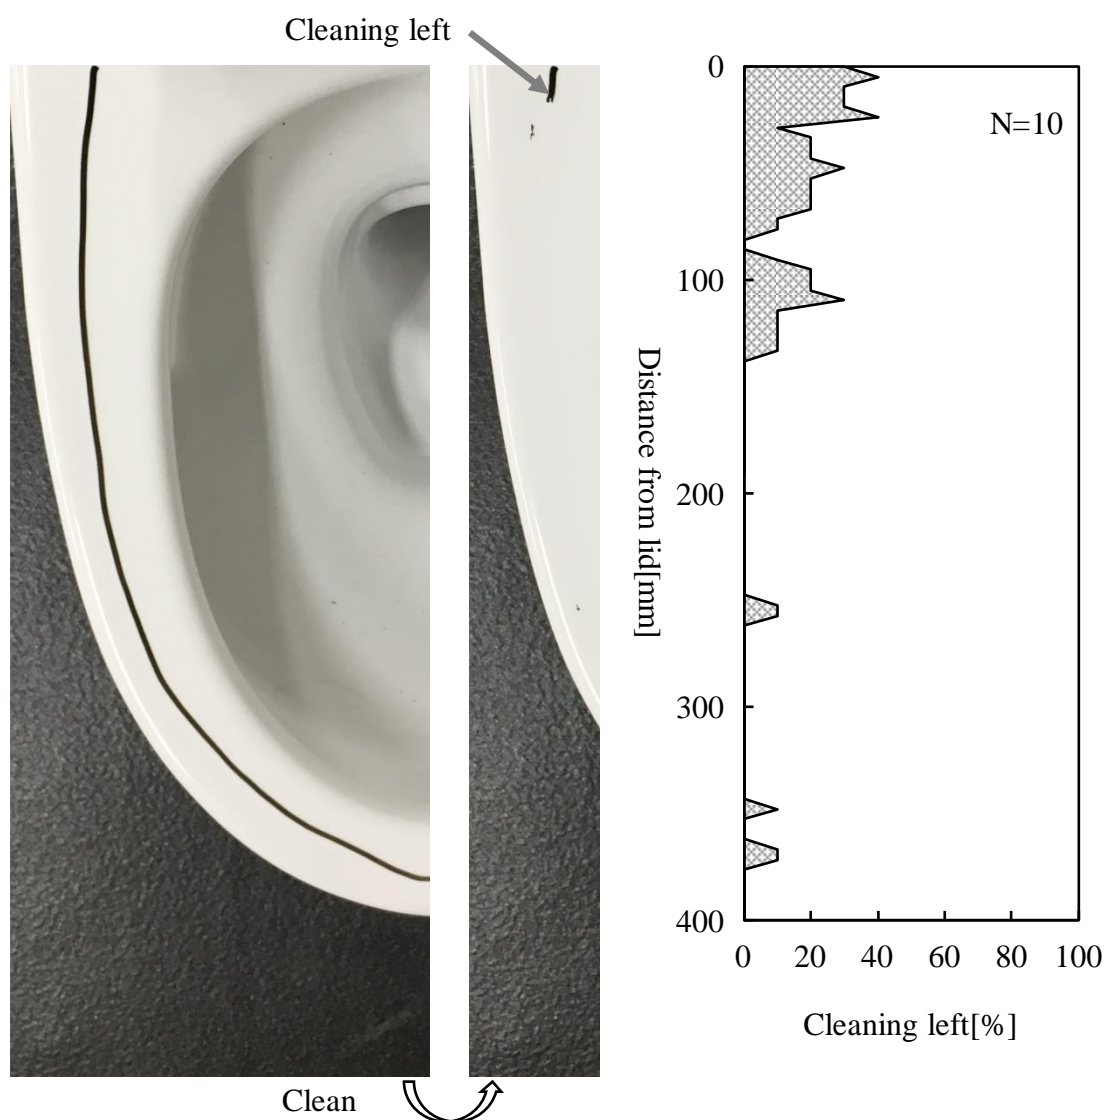 Cleaning left
0
N=10
100
200
300
400
Distance from lid[mm]
0 20 40 60 80 100
Cleaning left[%]
Clean